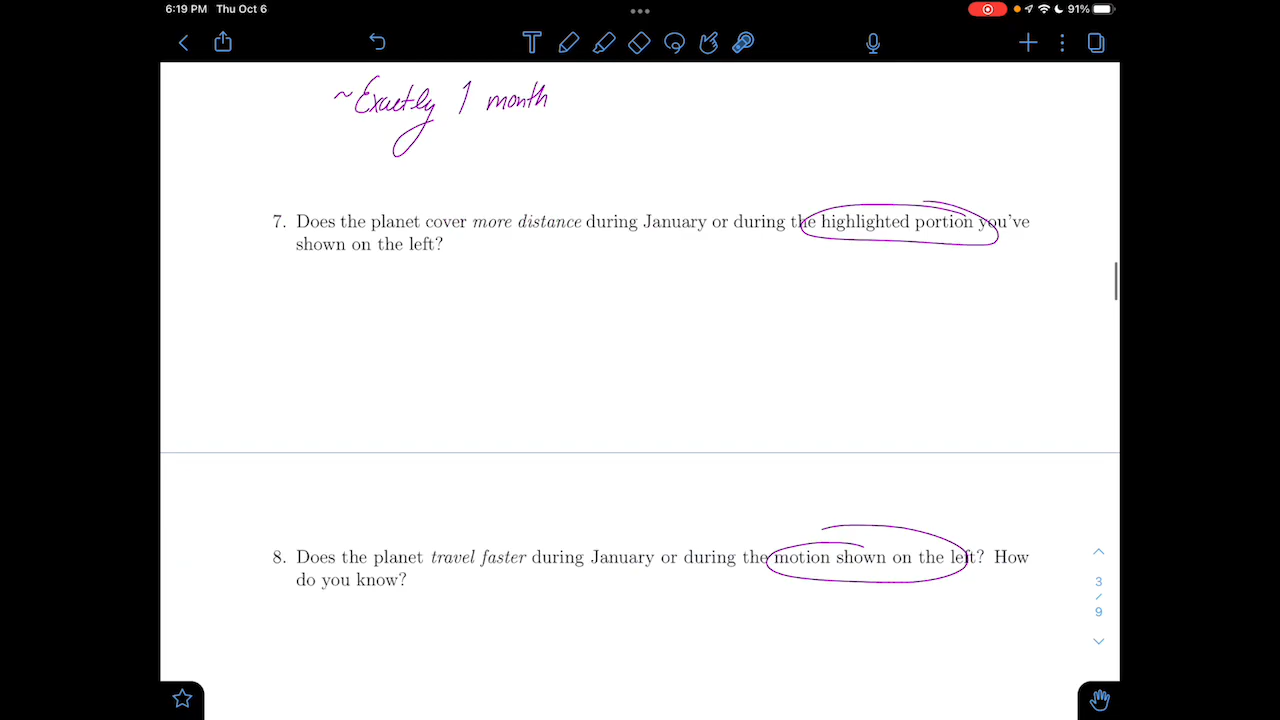 6:19 PM Thu Oct 6
91%
~Exactly 1 month
7. Does the planet cover more distance during January or during the highlighted portion you've
shown on the left?
8. Does the planet travel faster during January or during the motion shown on the left? How
do you know?
3
/
9